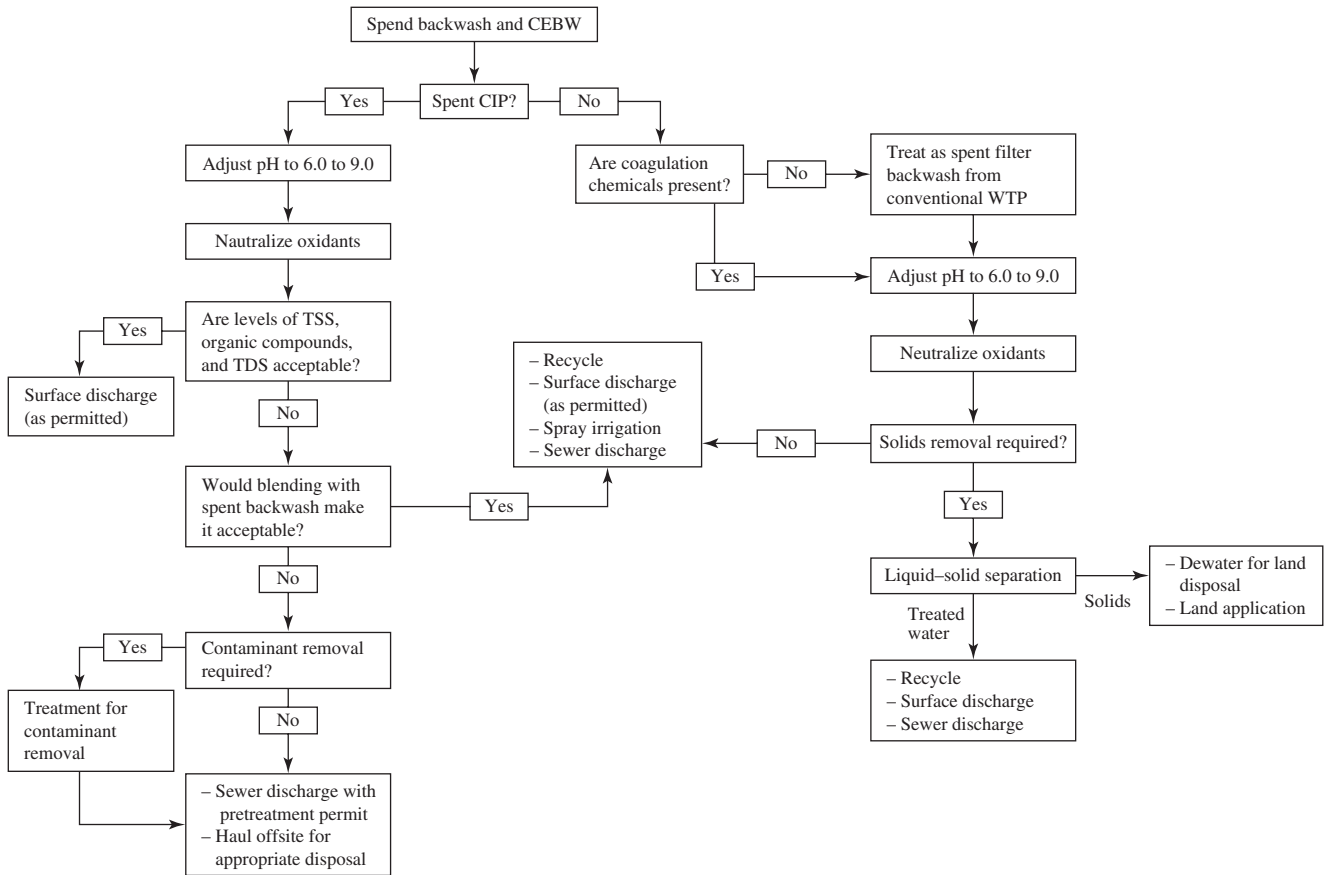 Spend backwash and CEBW
Yes
Spent CIP?
No
Adjust pH to 6.0 to 9.0
Are coagulation
chemicals present?
No
Treat as spent filter
backwash from
conventional WTP
Nautralize oxidants
Yes
Adjust pH to 6.0 to 9.0
Yes
Are levels of TSS,
organic compounds,
and TDS acceptable?
Neutralize oxidants
– Recycle
– Surface discharge
(as permitted)
– Spray irrigation
– Sewer discharge
Surface discharge
(as permitted)
No
No
Solids removal required?
Would blending with
spent backwash make
it acceptable?
Yes
Yes
No
Liquid–solid separation
Solids
– Dewater for land
disposal
– Land application
Treated
water
Yes
Contaminant removal
required?
– Recycle
– Surface discharge
– Sewer discharge
Treatment for
contaminant
removal
No
– Sewer discharge with
pretreatment permit
– Haul offsite for
appropriate disposal